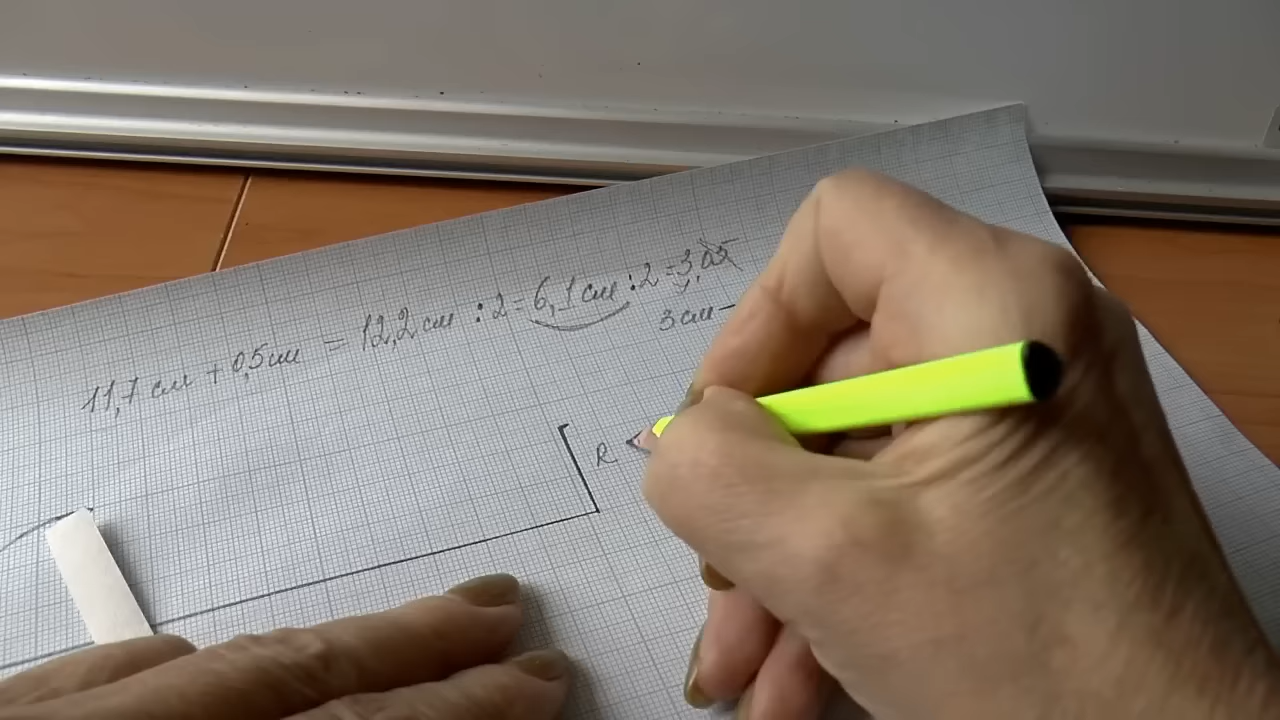 11,7 см + 0,5 см = 12,2 см : 2 = 6,1 см : 2 = 3,05
3 см -
R